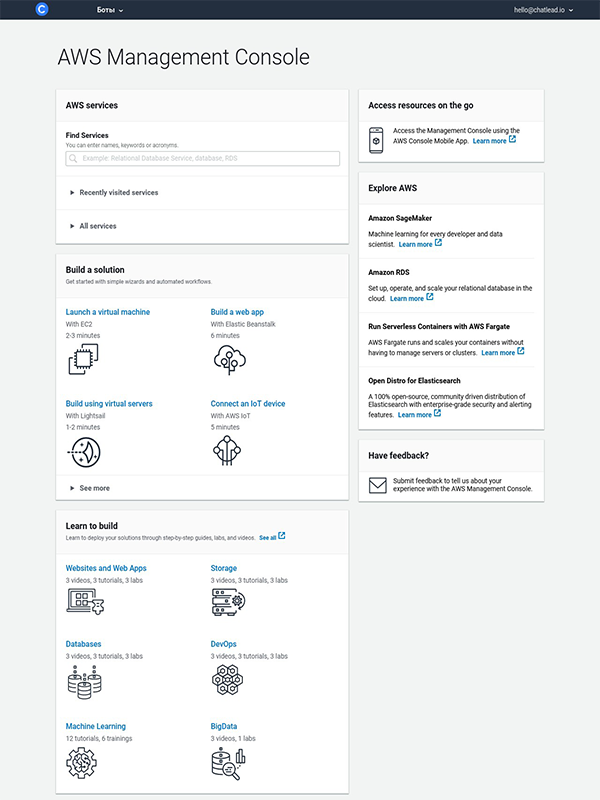 C
Боты
hello@chatlead.io
AWS Management Console
AWS services
Find Services
You can enter names, keywords or acronyms.
Example: Relational Database Service, database, RDS
Recently visited services
All services
Build a solution
Get started with simple wizards and automated workflows.
Launch a virtual machine
With EC2
2-3 minutes
Build a web app
With Elastic Beanstalk
6 minutes
Build using virtual servers
With Lightsail
1-2 minutes
Connect an IoT device
With AWS IoT
5 minutes
See more
Learn to build
Learn to deploy your solutions through step-by-step guides, labs, and videos. See all
Websites and Web Apps
3 videos, 3 tutorials, 3 labs
Storage
3 videos, 3 tutorials, 3 labs
Databases
3 videos, 3 tutorials, 3 labs
DevOps
3 videos, 3 tutorials, 3 labs
Machine Learning
12 tutorials, 6 trainings
BigData
3 videos, 1 labs
Access resources on the go
Access the Management Console using the
AWS Console Mobile App. Learn more
Explore AWS
Amazon SageMaker
Machine learning for every developer and data
scientist. Learn more
Amazon RDS
Set up, operate, and scale your relational database in the
cloud. Learn more
Run Serverless Containers with AWS Fargate
AWS Fargate runs and scales your containers without
having to manage servers or clusters. Learn more
Open Distro for Elasticsearch
A 100% open-source, community driven distribution of
Elasticsearch with enterprise-grade security and alerting
features. Learn more
Have feedback?
Submit feedback to tell us about your
experience with the AWS Management Console.